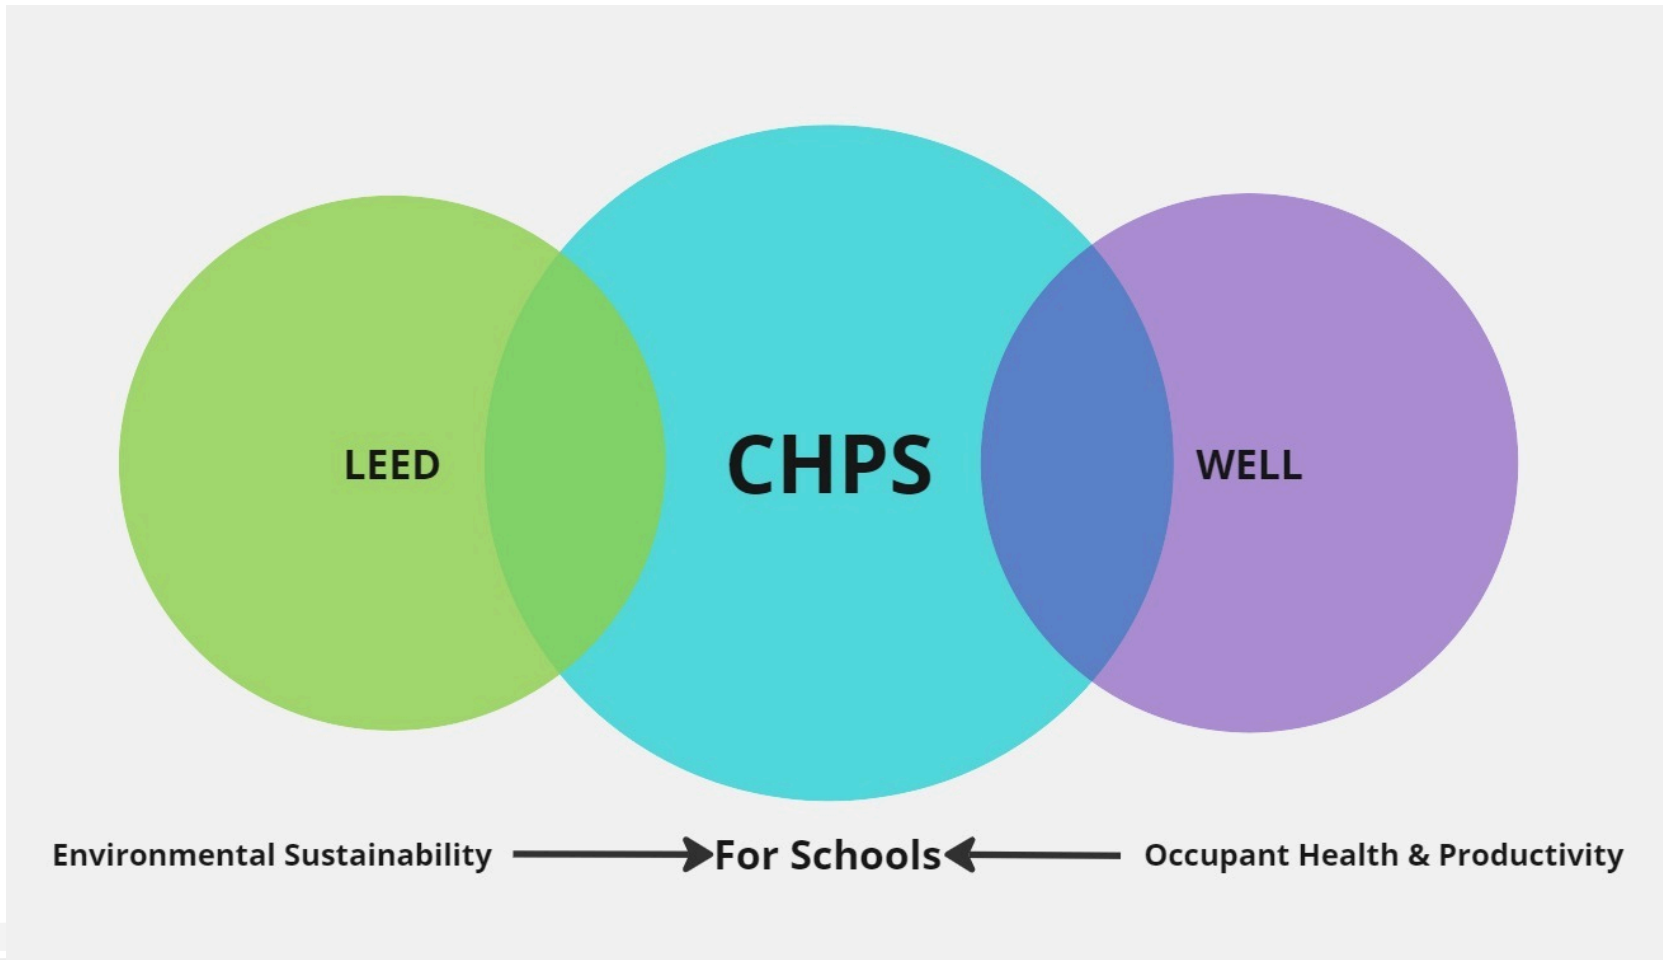 LEED
CHPS
WELL
Environmental Sustainability
For Schools
Occupant Health & Productivity